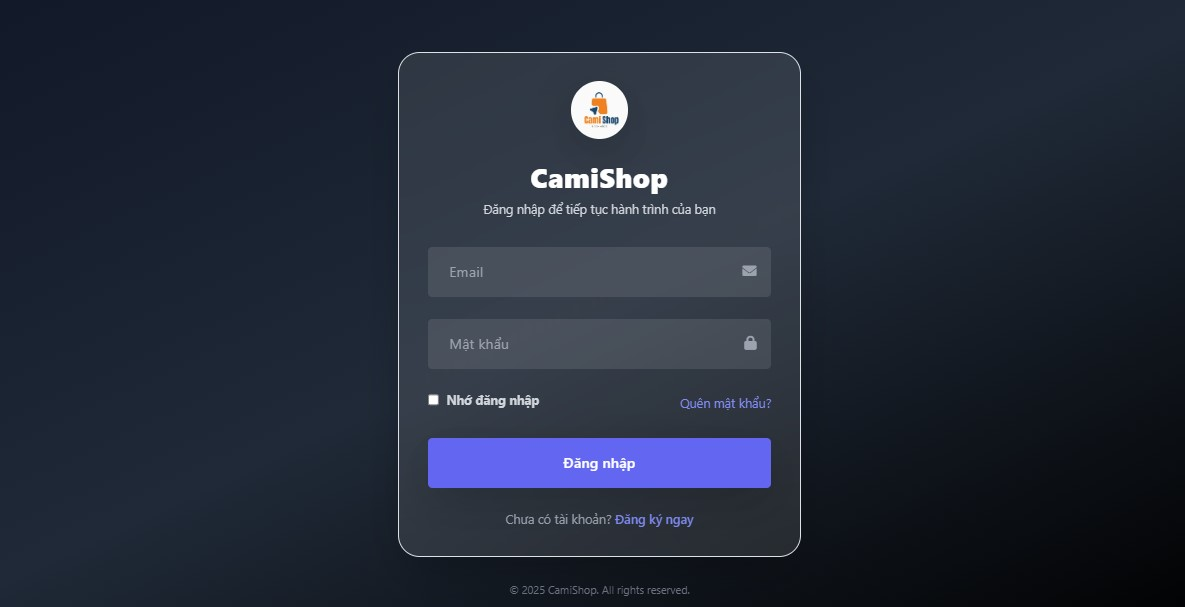 Cami Shop
CamiShop
Đăng nhập để tiếp tục hành trình của bạn
Email
Mật khẩu
Nhớ đăng nhập
Quên mật khẩu?
Đăng nhập
Chưa có tài khoản? Đăng ký ngay
© 2025 CamiShop. All rights reserved.